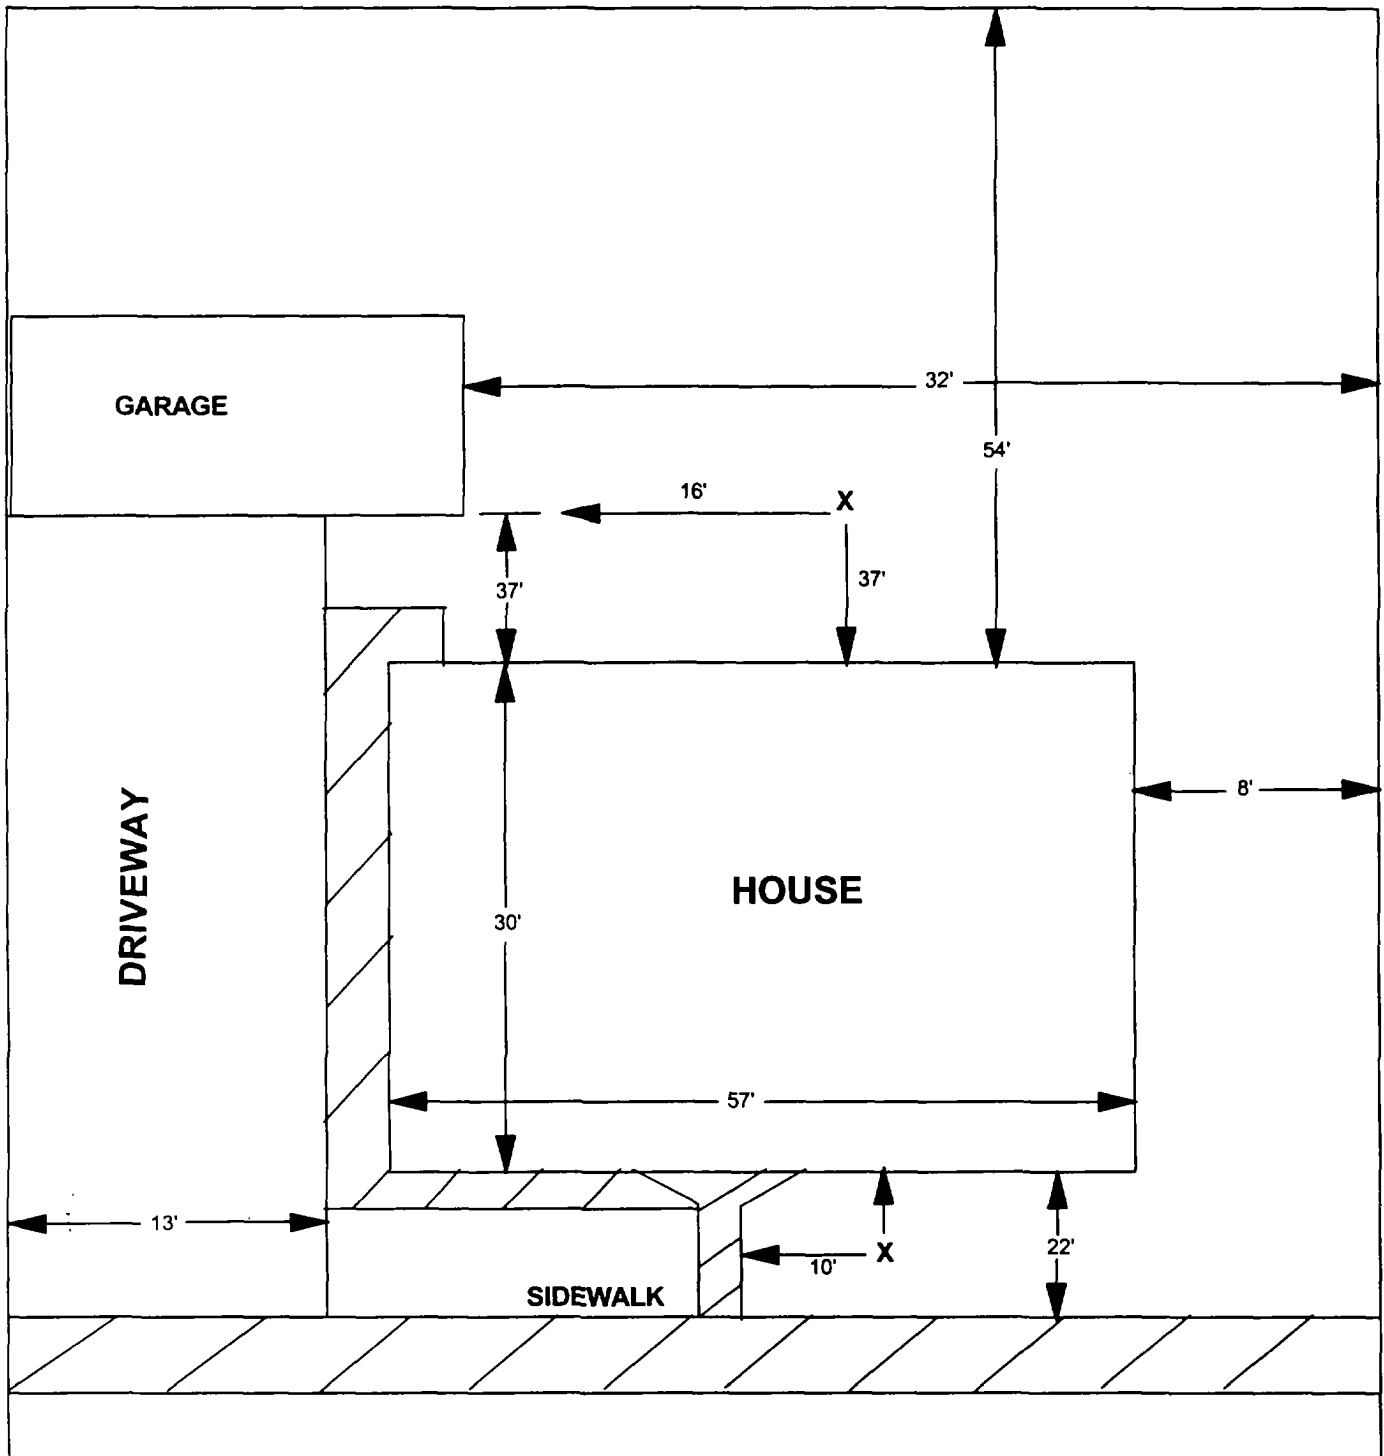 32'
GARAGE
54'
16'
X
37'
37'
8'
DRIVEWAY
HOUSE
30'
57'
13'
22'
X
10'
SIDEWALK